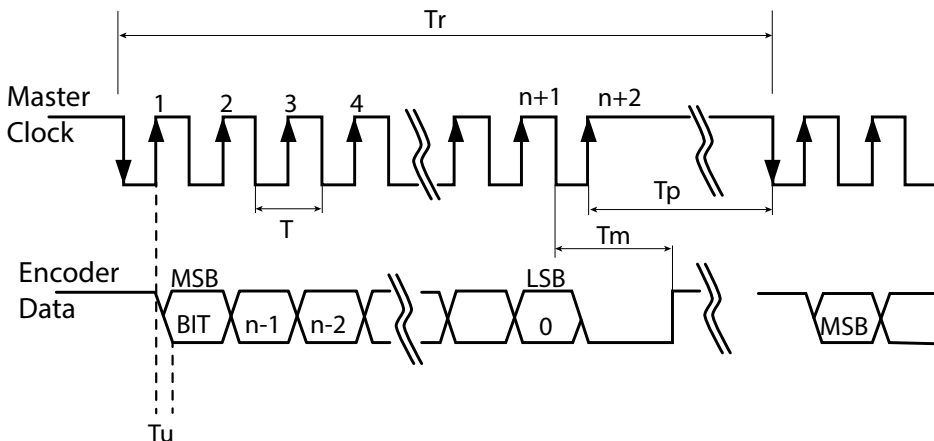 Tr
Master
Clock
1
2
3
4
n+1
n+2
T
Tp
Tm
Encoder
Data
MSB
BIT
n-1
n-2
LSB
0
MSB
Tu